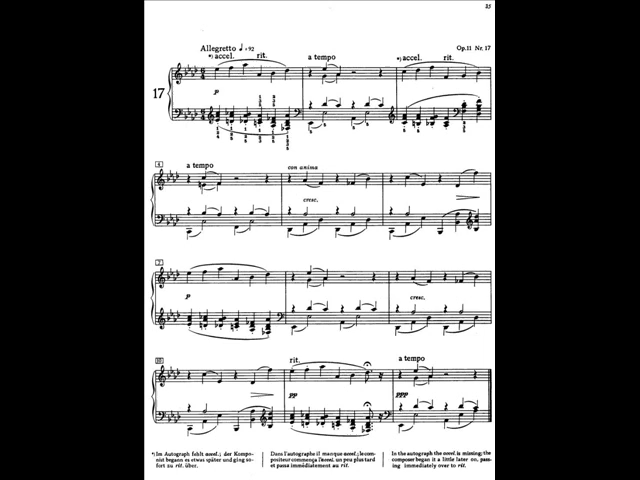 25
Allegretto ♩=92
Op.11 Nr.17
*) accel. rit. a tempo *) accel. rit.
17
p
4
a tempo
con anima
cresc.
7
p
cresc.
10
rit. a tempo
pp ppp
*) Im Autograph fehlt accel.; der Kompo-
nist begann es etwas später und ging so-
fort zu rit. über.
Dans l'autographe il manque accel.; le com-
positeur commença l'accel. un peu plus tard
et passa immédiatement au rit.
In the autograph the accel. is missing; the
composer began it a little later on, pass-
ing immediately over to rit.